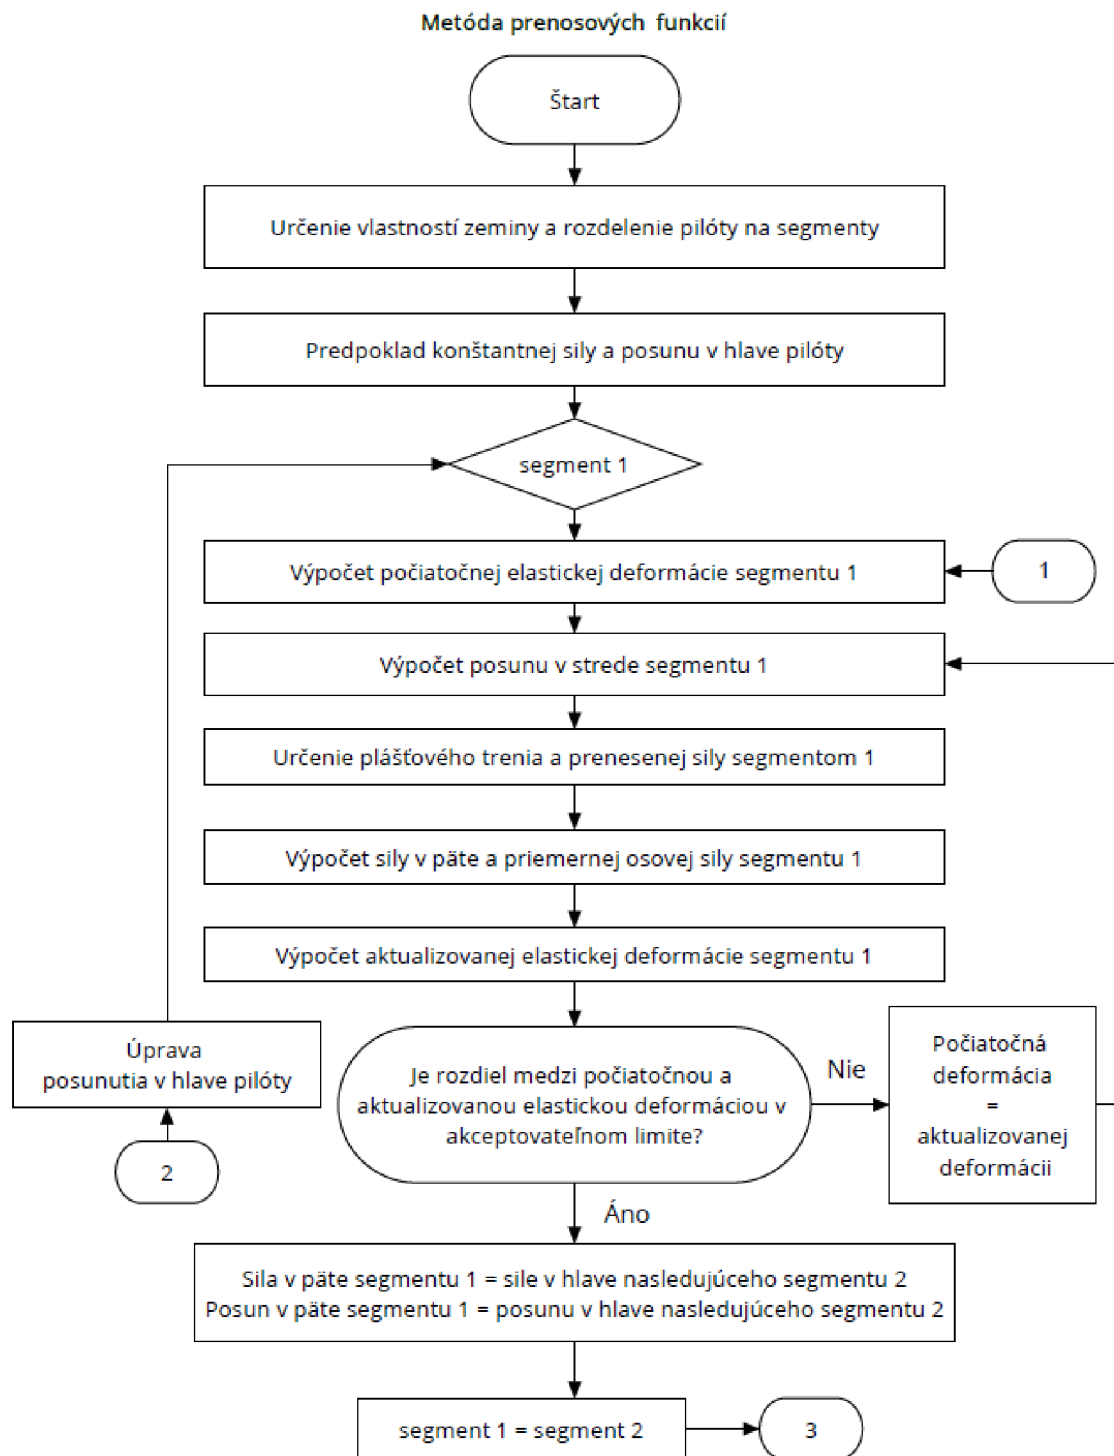 Metóda prenosových funkcií
Štart
Určenie vlastností zeminy a rozdelenie pilóty na segmenty
Predpoklad konštantnej sily a posunu v hlave pilóty
segment 1
Výpočet počiatočnej elastickej deformácie segmentu 1
1
Výpočet posunu v strede segmentu 1
Určenie plášťového trenia a prenesenej sily segmentom 1
Výpočet sily v päte a priemernej osovej sily segmentu 1
Výpočet aktualizovanej elastickej deformácie segmentu 1
Úprava
posunutia v hlave pilóty
2
Je rozdiel medzi počiatočnou a
aktualizovanou elastickou deformáciou v
akceptovateľnom limite?
Nie
Počiatočná
deformácia
=
aktualizovanej
deformácii
Áno
Sila v päte segmentu 1 = sile v hlave nasledujúceho segmentu 2
Posun v päte segmentu 1 = posunu v hlave nasledujúceho segmentu 2
segment 1 = segment 2
3